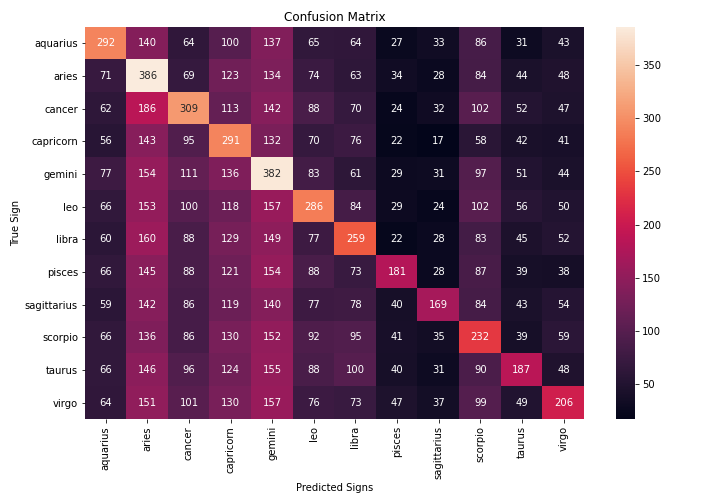 Confusion Matrix
True Sign
aquarius 292 140 64 100 137 65 64 27 33 86 31 43
aries 71 386 69 123 134 74 63 34 28 84 44 48
cancer 62 186 309 113 142 88 70 24 32 102 52 47
capricorn 56 143 95 291 132 70 76 22 17 58 42 41
gemini 77 154 111 136 382 83 61 29 31 97 51 44
leo 66 153 100 118 157 286 84 29 24 102 56 50
libra 60 160 88 129 149 77 259 22 28 83 45 52
pisces 66 145 88 121 154 88 73 181 28 87 39 38
sagittarius 59 142 86 119 140 77 78 40 169 84 43 54
scorpio 66 136 86 130 152 92 95 41 35 232 39 59
taurus 66 146 96 124 155 88 100 40 31 90 187 48
virgo 64 151 101 130 157 76 73 47 37 99 49 206
aquarius aries cancer capricorn gemini leo libra pisces sagittarius scorpio taurus virgo
Predicted Signs
350
300
250
200
150
100
50